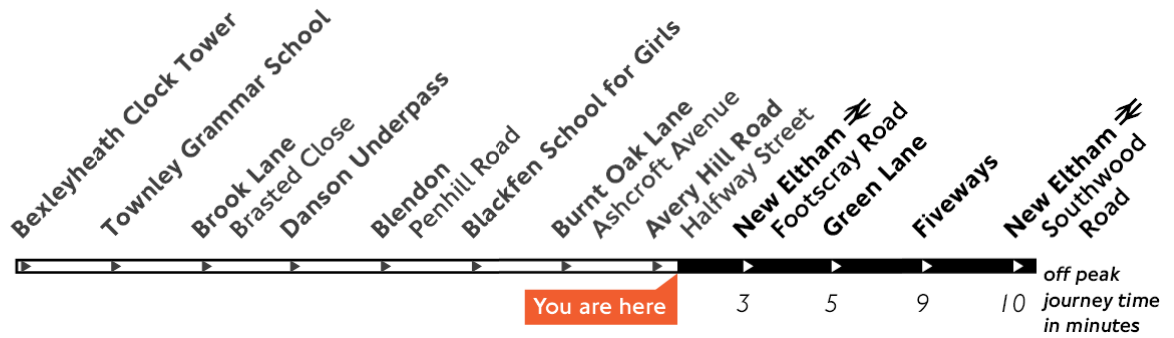 Bexleyheath Clock Tower
Townley Grammar School
Brook Lane
Brasted Close
Danson Underpass
Blendon
Penhill Road
Blackfen School for Girls
Burnt Oak Lane
Ashcroft Avenue
Avery Hill Road
Halfway Street
New Eltham
Footscray Road
Green Lane
Fiveways
New Eltham
Southwood
Road
You are here
3
5
9
10
off peak
journey time
in minutes